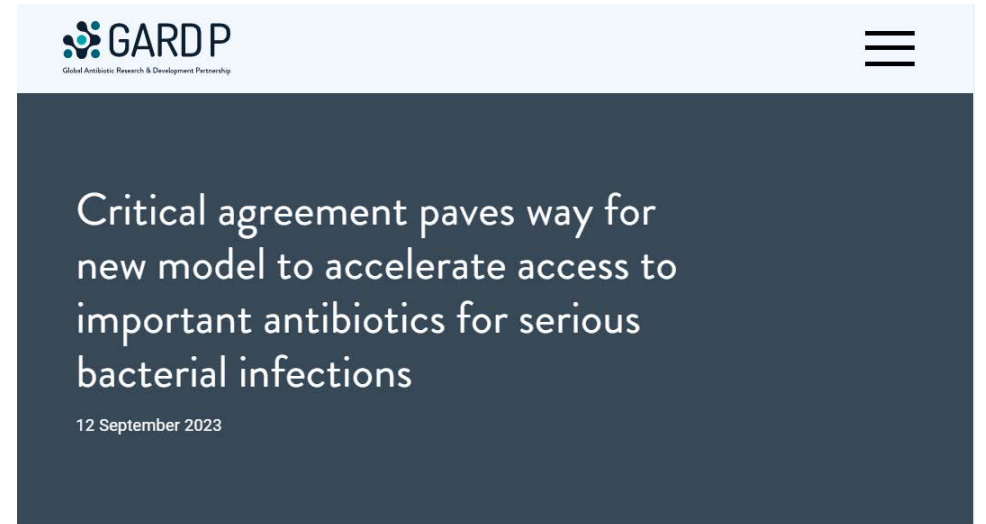 GARDP
Global Antibiotic Research & Development Partnership
Critical agreement paves way for
new model to accelerate access to
important antibiotics for serious
bacterial infections
12 September 2023